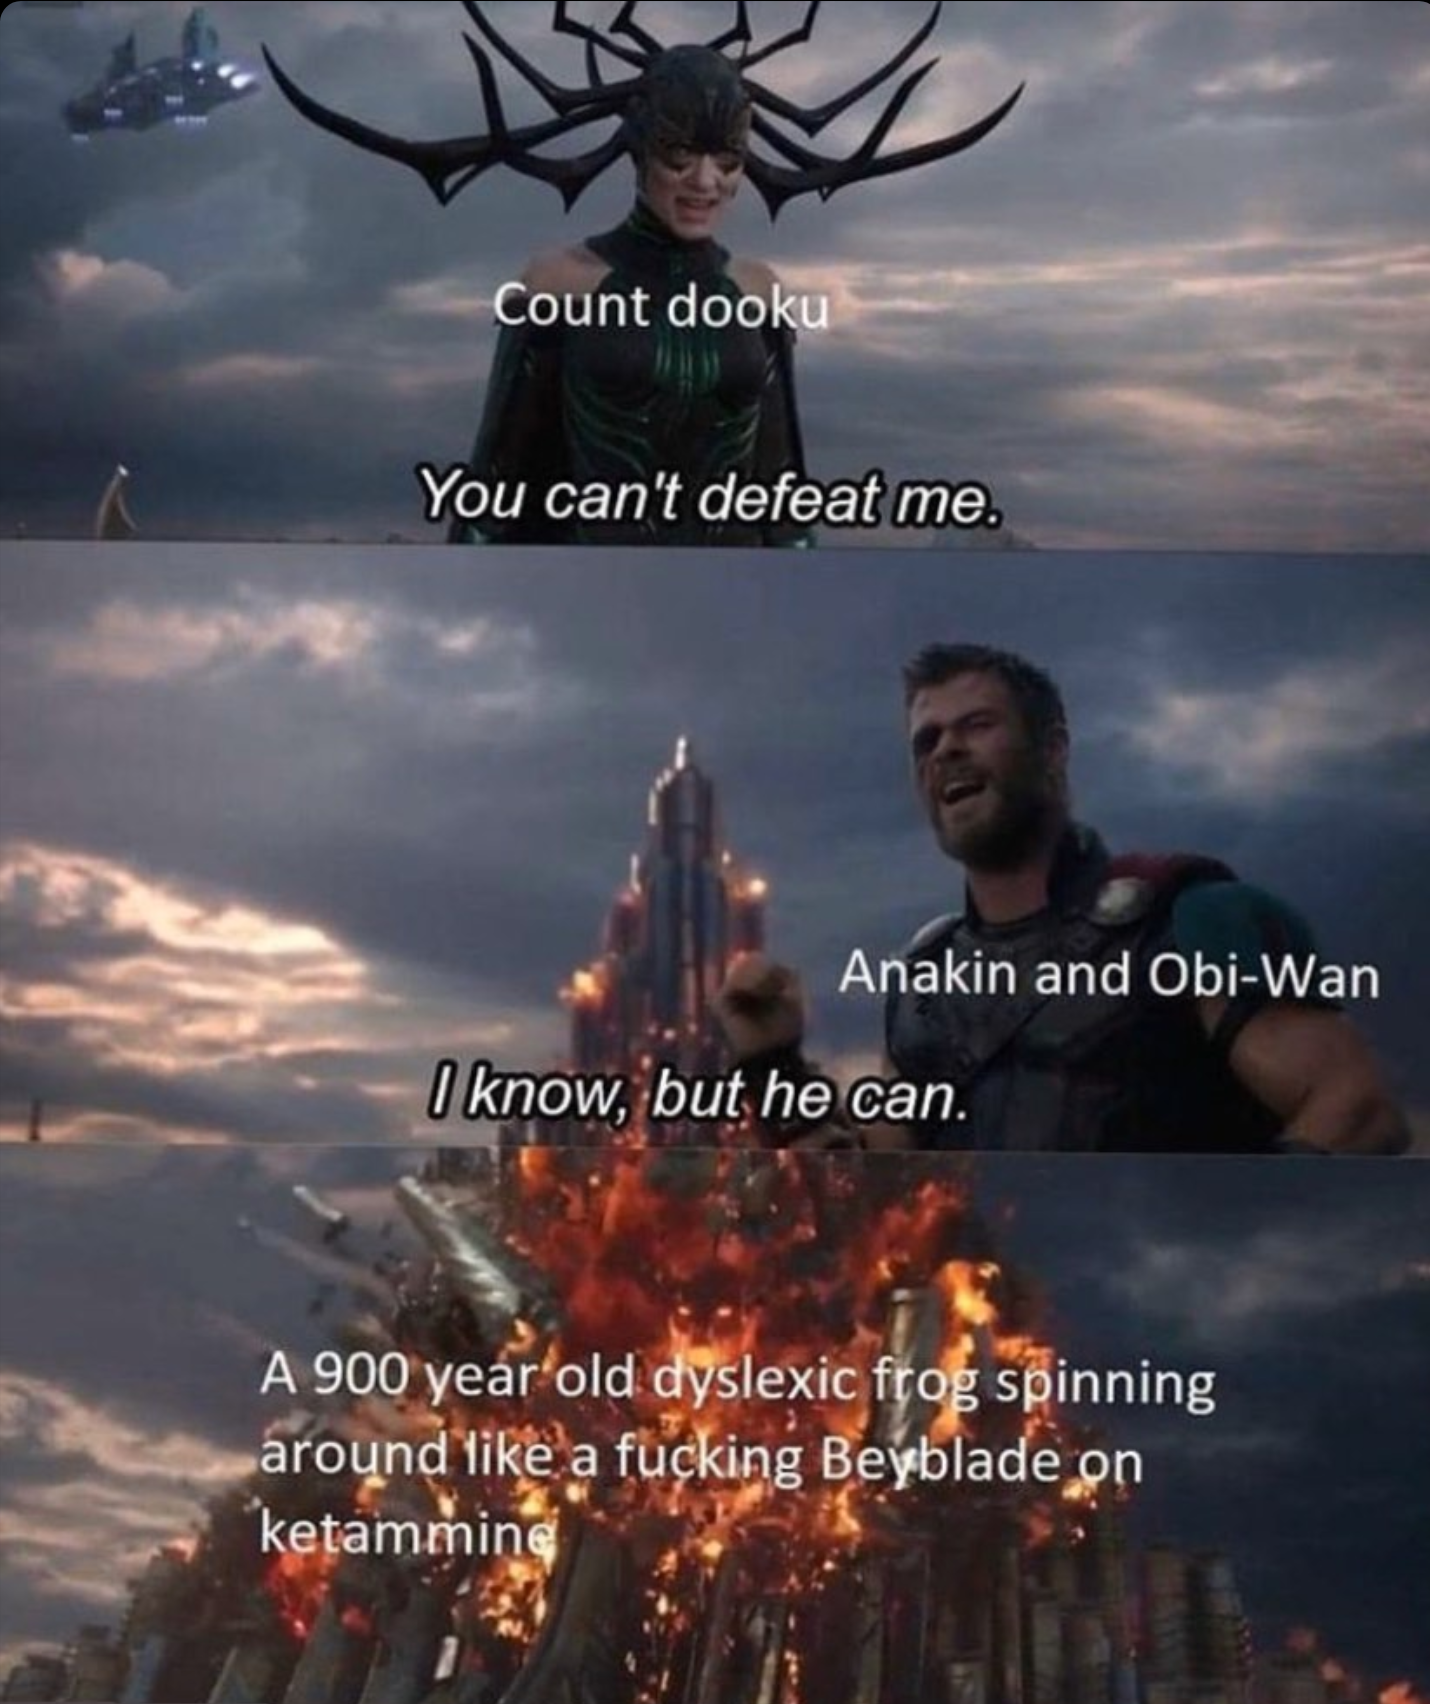 Count dooku
You can't defeat me.
Anakin and Obi-Wan
I know, but he can.
A 900 year old dyslexic frog spinning
around like a fucking Beyblade on
ketammine